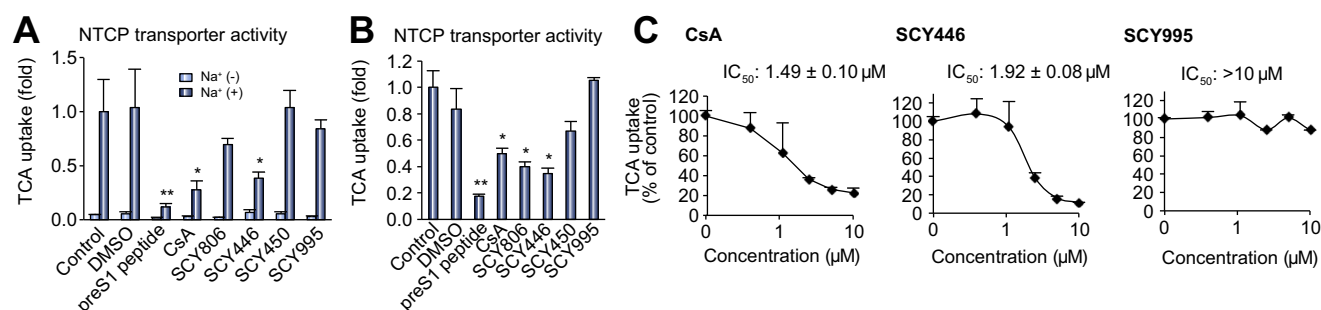 A
NTCP transporter activity
TCA uptake (fold)
1.5
1.0
0.5
0.0
Na⁺ (-)
Na⁺ (+)
**
*
*
Control
DMSO
preS1 peptide
CsA
SCY806
SCY446
SCY450
SCY995
B
NTCP transporter activity
TCA uptake (fold)
1.2
1.0
0.8
0.6
0.4
0.2
0.0
**
*
*
*
Control
DMSO
preS1 peptide
CsA
SCY806
SCY446
SCY450
SCY995
C
CsA
IC₅₀: 1.49 ± 0.10 µM
TCA uptake
(% of control)
120
100
80
60
40
20
0
0 1 10
Concentration (µM)
SCY446
IC₅₀: 1.92 ± 0.08 µM
120
100
80
60
40
20
0
0 1 10
Concentration (µM)
SCY995
IC₅₀: >10 µM
120
100
80
60
40
20
0
0 1 10
Concentration (µM)